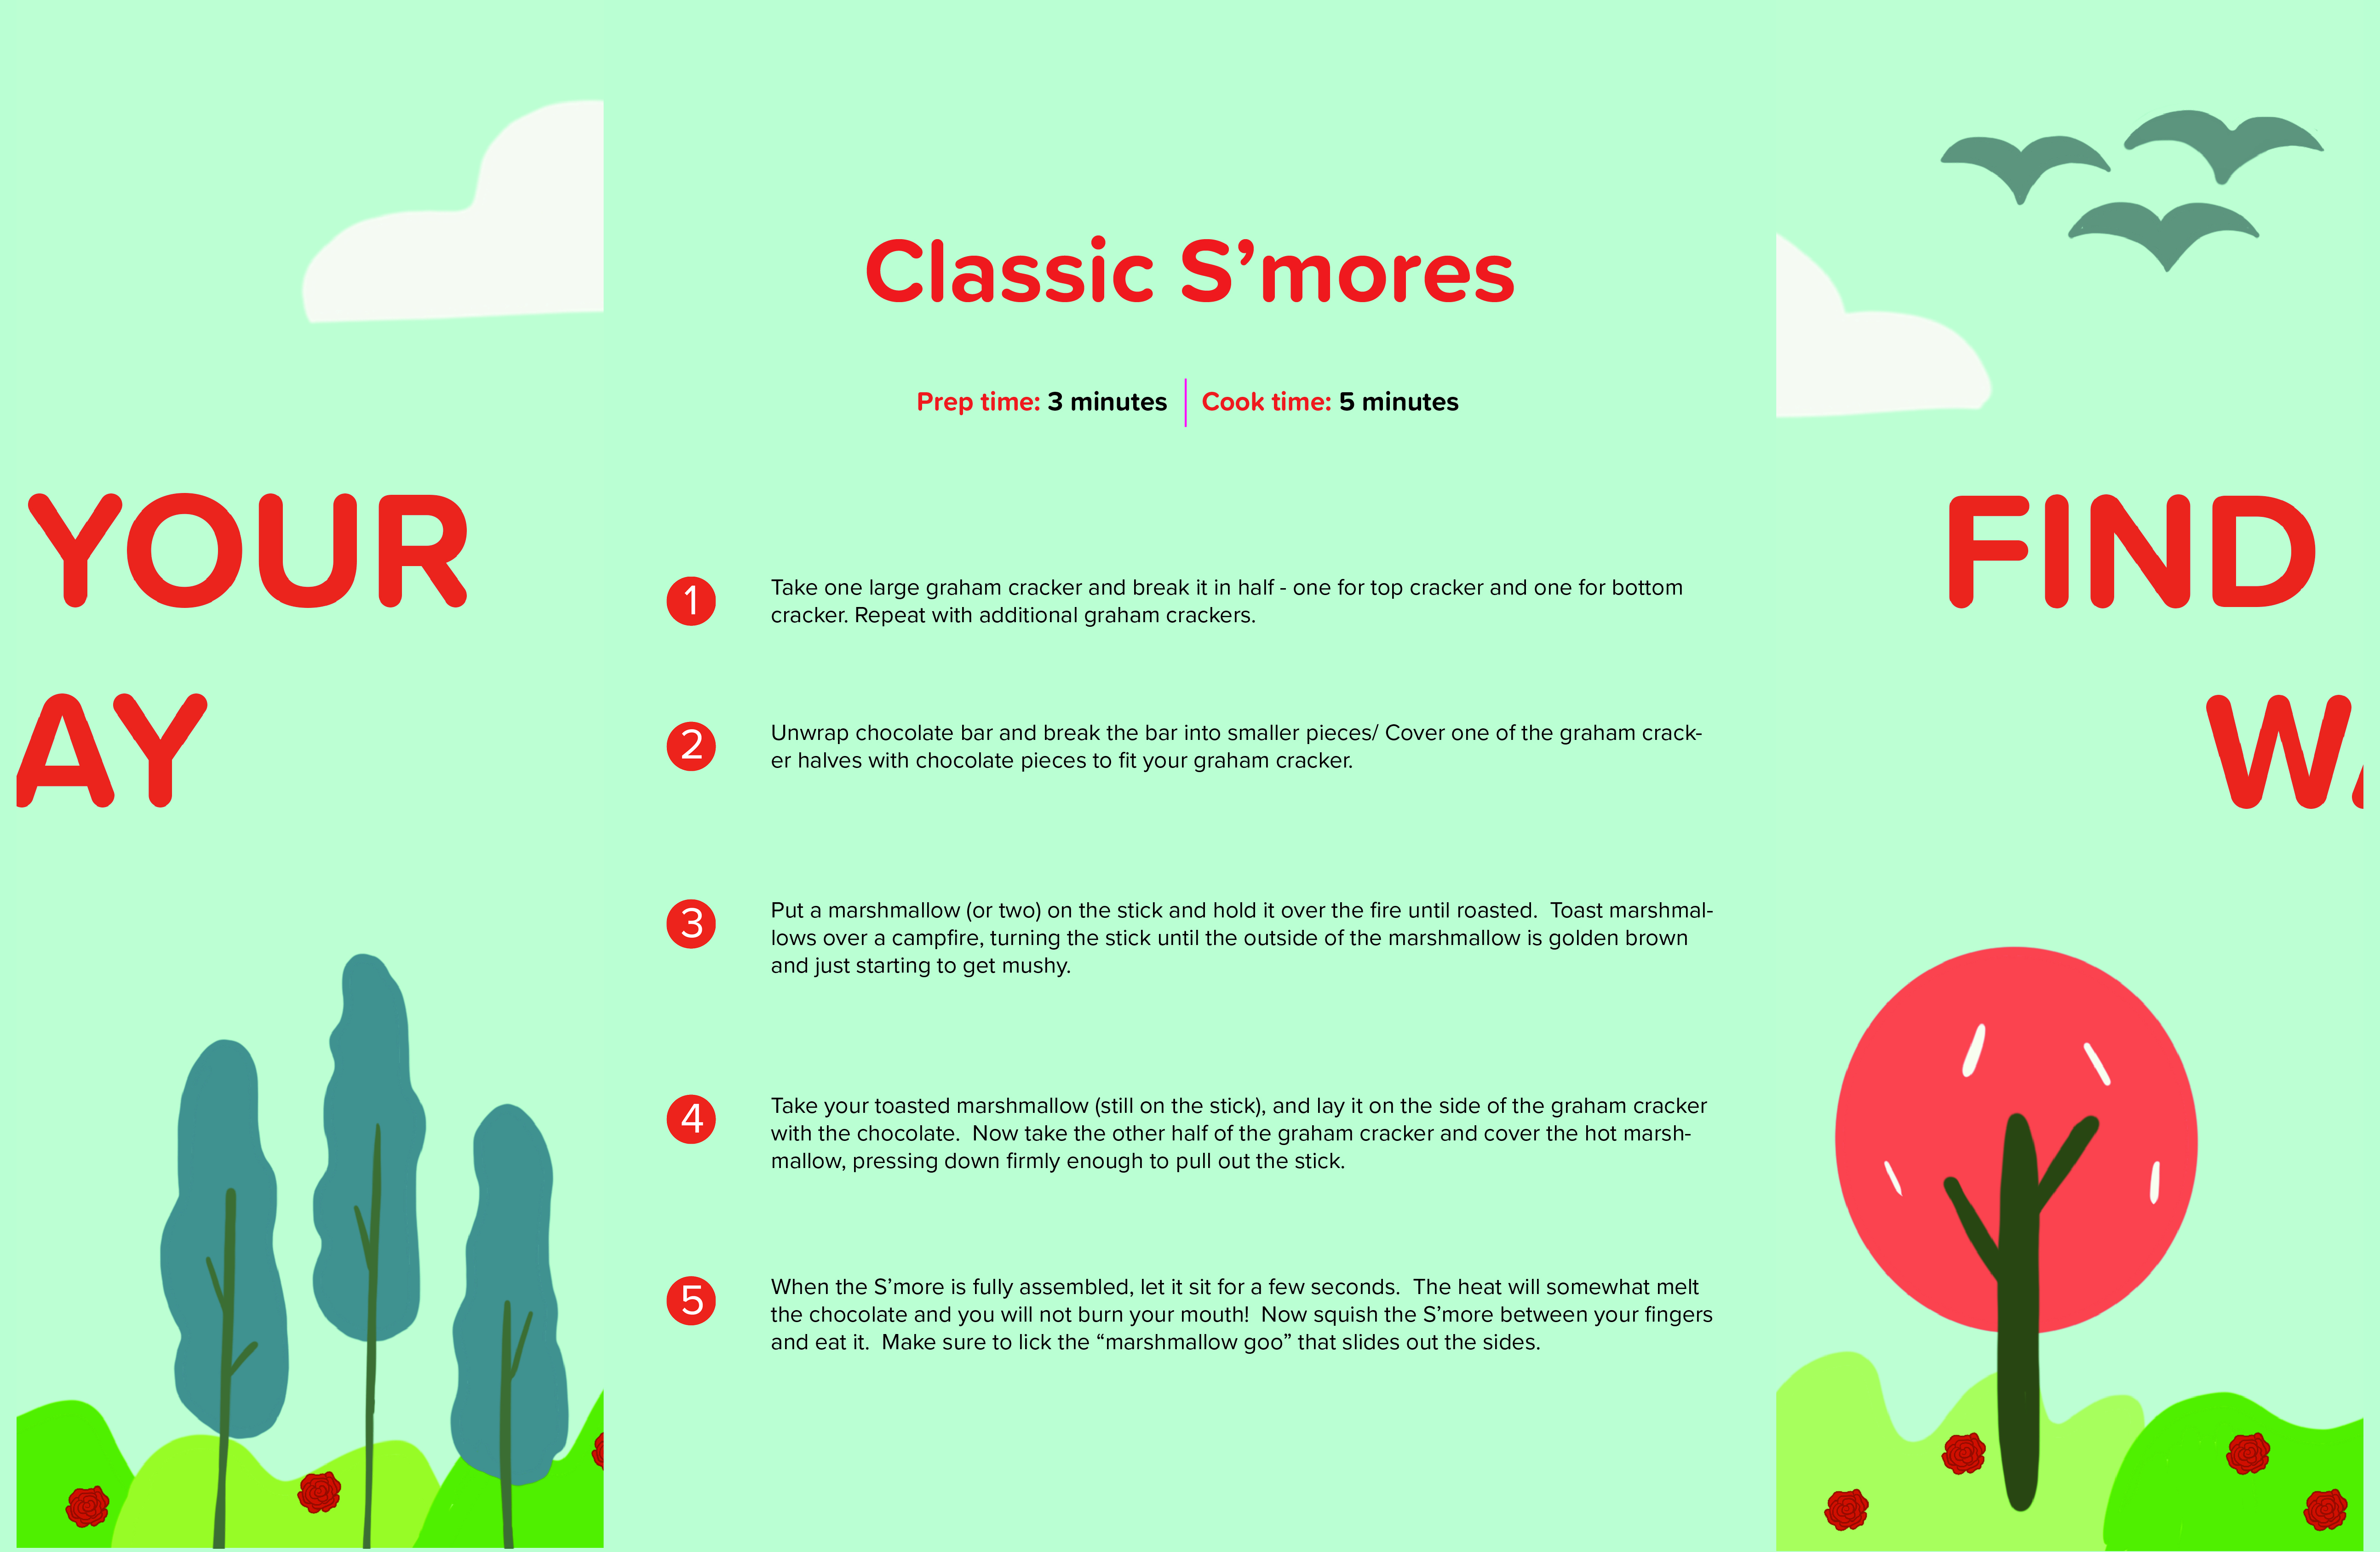 YOUR
AY
Classic S’mores
Prep time: 3 minutes
Cook time: 5 minutes
1
Take one large graham cracker and break it in half - one for top cracker and one for bottom
cracker. Repeat with additional graham crackers.
2
Unwrap chocolate bar and break the bar into smaller pieces/ Cover one of the graham crack-
er halves with chocolate pieces to fit your graham cracker.
3
Put a marshmallow (or two) on the stick and hold it over the fire until roasted.  Toast marshmal-
lows over a campfire, turning the stick until the outside of the marshmallow is golden brown
and just starting to get mushy.
4
Take your toasted marshmallow (still on the stick), and lay it on the side of the graham cracker
with the chocolate.  Now take the other half of the graham cracker and cover the hot marsh-
mallow, pressing down firmly enough to pull out the stick.
5
When the S’more is fully assembled, let it sit for a few seconds.  The heat will somewhat melt
the chocolate and you will not burn your mouth!  Now squish the S’more between your fingers
and eat it.  Make sure to lick the “marshmallow goo” that slides out the sides.
FIND
W